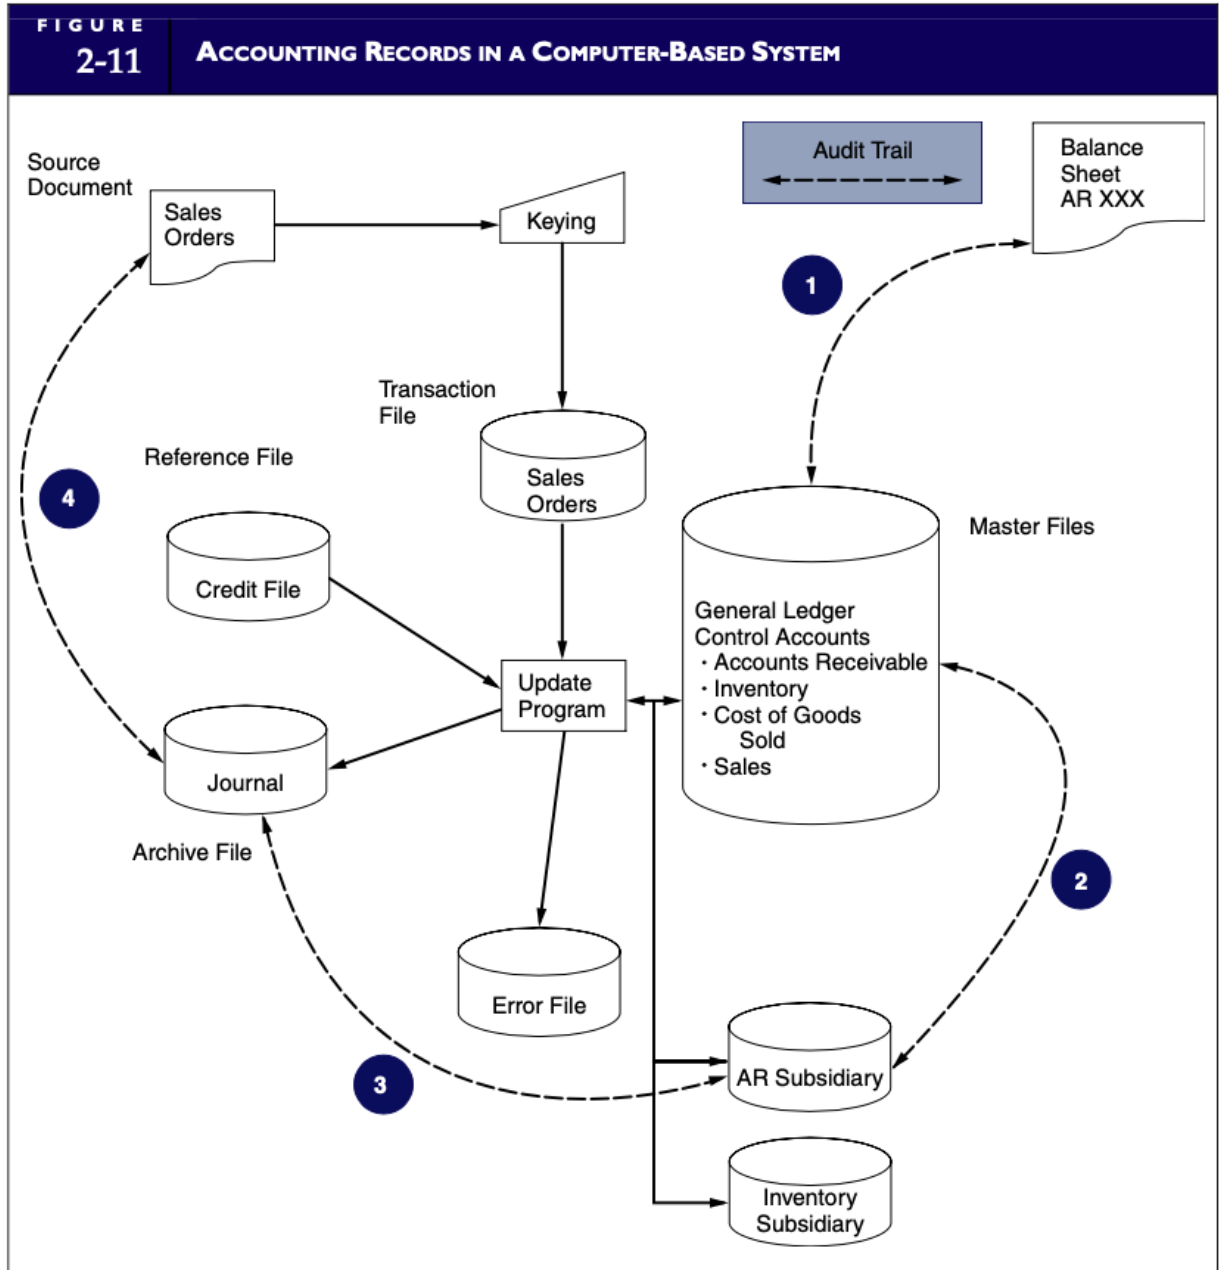 FIGURE
2-11
ACCOUNTING RECORDS IN A COMPUTER-BASED SYSTEM
Source
Document
Sales
Orders
Keying
Audit Trail
Balance
Sheet
AR XXX
1
Transaction
File
Sales
Orders
Reference File
4
Credit File
Master Files
General Ledger
Control Accounts
· Accounts Receivable
· Inventory
· Cost of Goods
Sold
· Sales
Update
Program
Journal
Archive File
2
Error File
3
AR Subsidiary
Inventory
Subsidiary